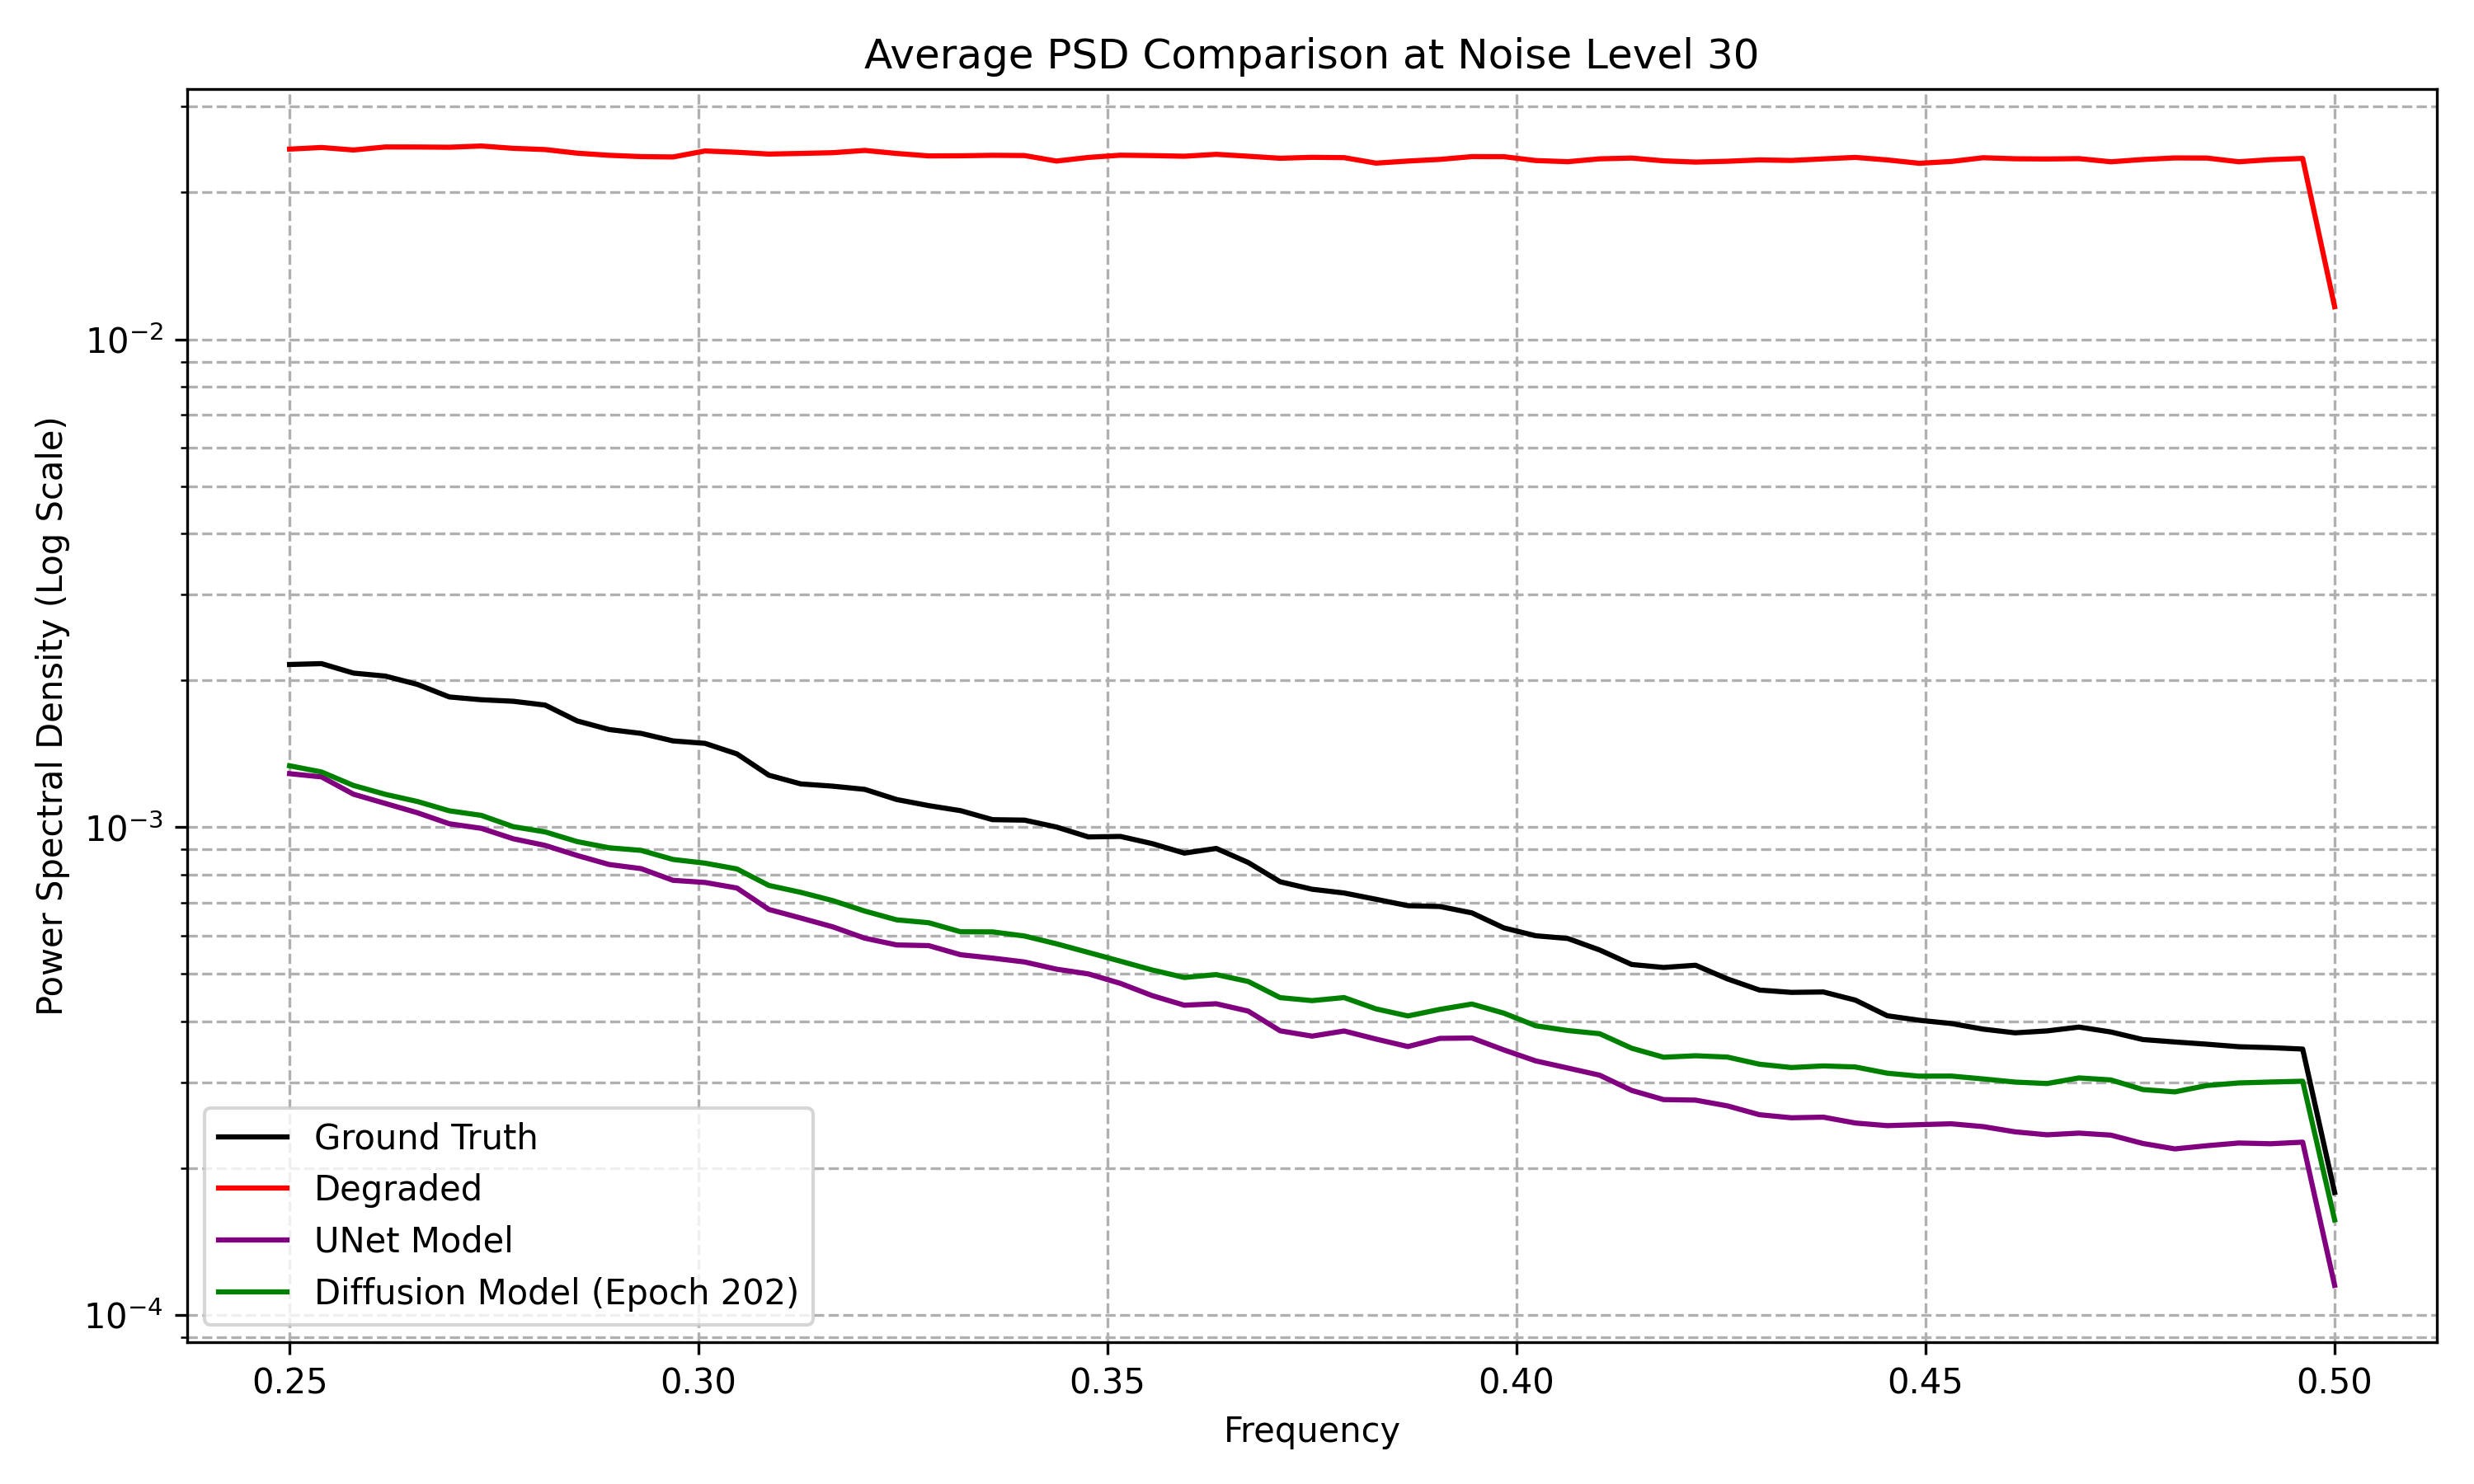 Average PSD Comparison at Noise Level 30
Power Spectral Density (Log Scale)
10⁻²
10⁻³
10⁻⁴
Ground Truth
Degraded
UNet Model
Diffusion Model (Epoch 202)
0.25 0.30 0.35 0.40 0.45 0.50
Frequency